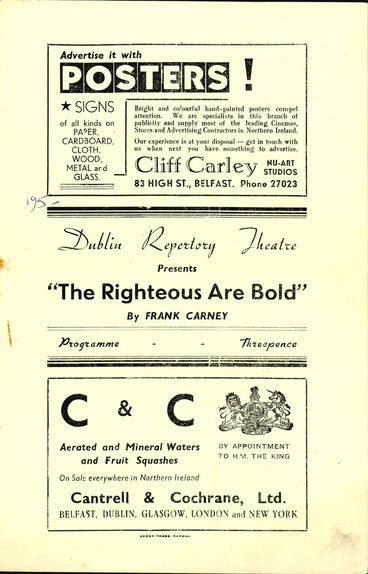 Advertise it with
POSTERS!
★ SIGNS
of all kinds on
PAPER,
CARDBOARD,
CLOTH,
WOOD,
METAL and
GLASS.
Bright and colourful hand-painted posters compel
attention. We are specialists in this branch of
publicity and supply most of the leading Cinemas,
Stores and Advertising Contractors in Northern Ireland.
Our experience is at your disposal — get in touch with
us when next you have something to advertise.
Cliff Carley NU-ART
STUDIOS
83 HIGH ST., BELFAST. Phone 27023
195-
Dublin Repertory Theatre
Presents
"The Righteous Are Bold"
By FRANK CARNEY
Programme - - Threepence
C & C
Aerated and Mineral Waters
and Fruit Squashes
BY APPOINTMENT
TO H.M. THE KING
On Sale everywhere in Northern Ireland
Cantrell & Cochrane, Ltd.
BELFAST, DUBLIN, GLASGOW, LONDON and NEW YORK